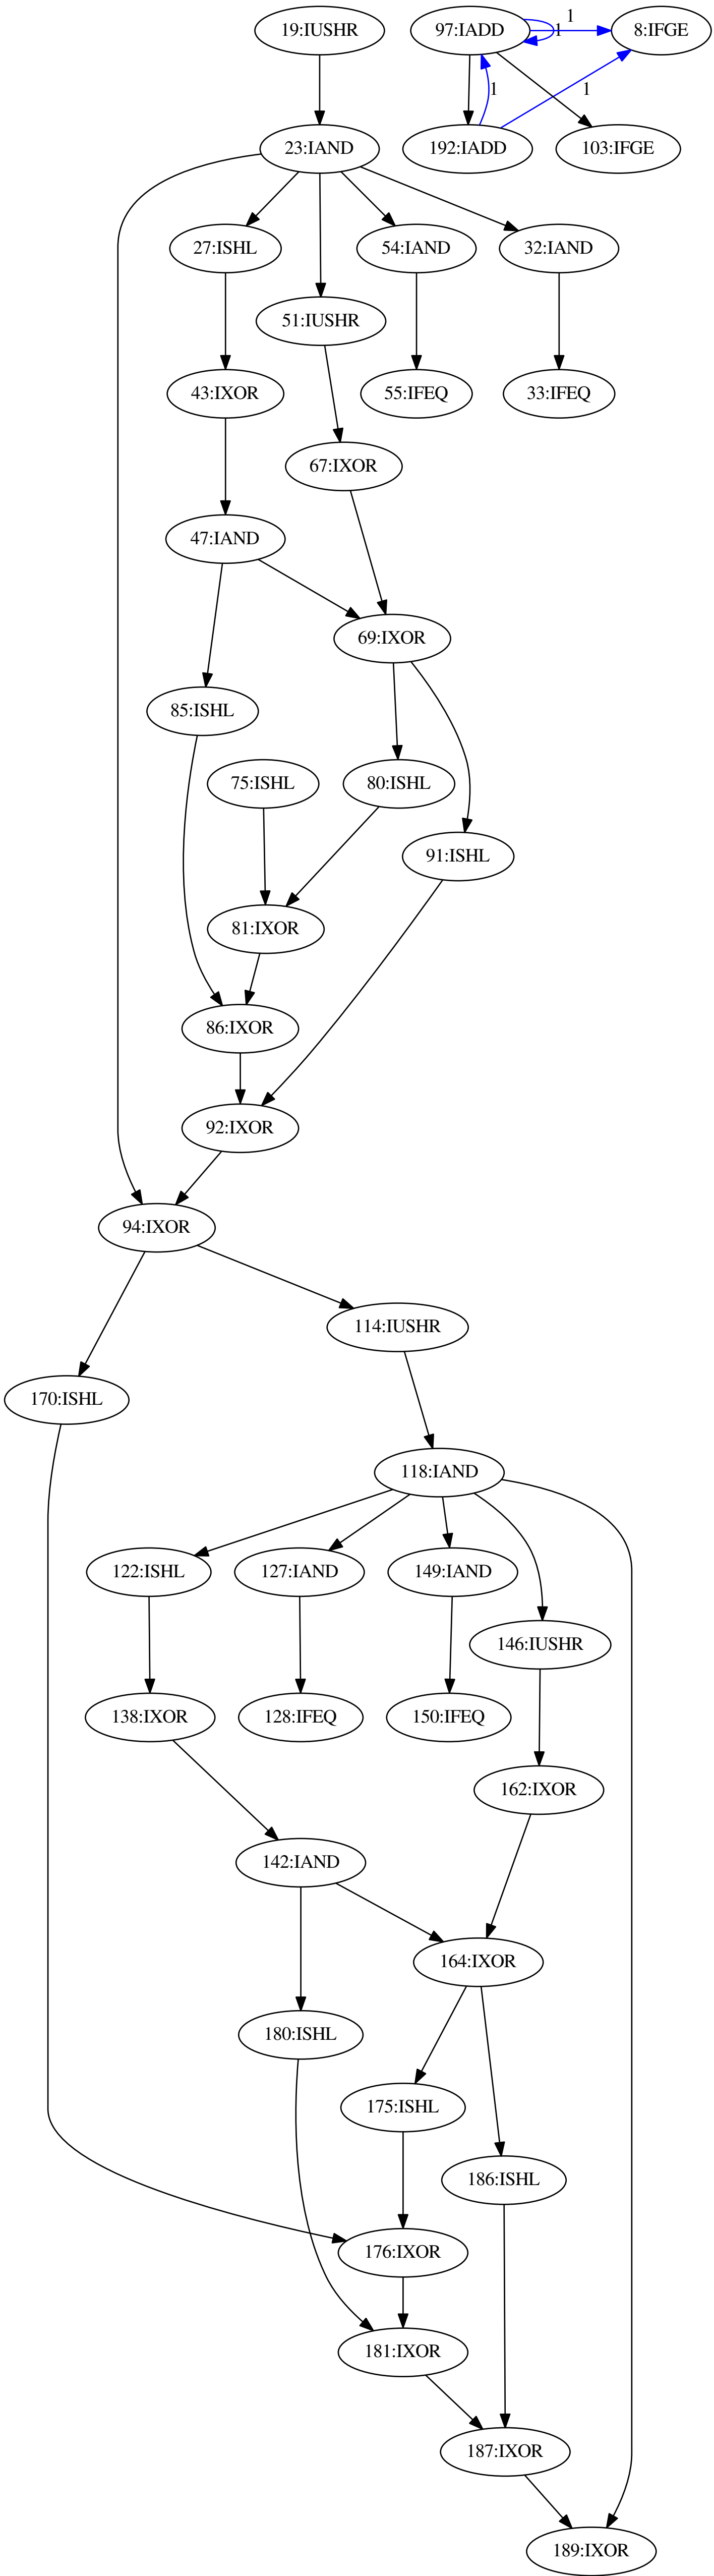 19:IUSHR
97:IADD
1
1
8:IFGE
23:IAND
192:IADD
1
1
103:IFGE
27:ISHL
54:IAND
32:IAND
51:IUSHR
43:IXOR
55:IFEQ
33:IFEQ
67:IXOR
47:IAND
69:IXOR
85:ISHL
75:ISHL
80:ISHL
91:ISHL
81:IXOR
86:IXOR
92:IXOR
94:IXOR
114:IUSHR
170:ISHL
118:IAND
122:ISHL
127:IAND
149:IAND
146:IUSHR
138:IXOR
128:IFEQ
150:IFEQ
162:IXOR
142:IAND
164:IXOR
180:ISHL
175:ISHL
186:ISHL
176:IXOR
181:IXOR
187:IXOR
189:IXOR